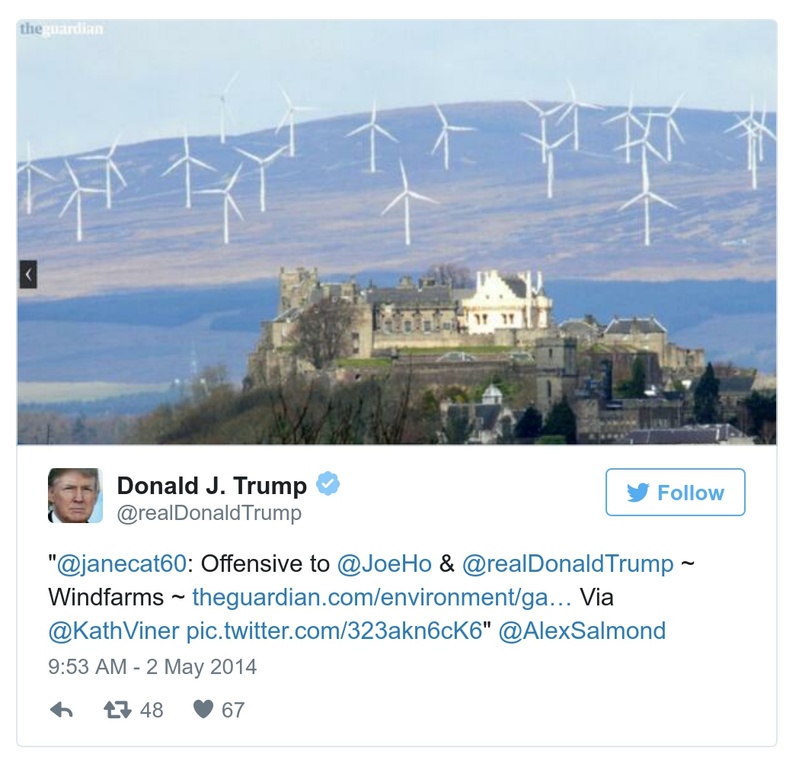 theguardian
Donald J. Trump
@realDonaldTrump
Follow
"@janecat60: Offensive to @JoeHo & @realDonaldTrump ~
Windfarms ~ theguardian.com/environment/ga… Via
@KathViner pic.twitter.com/323akn6cK6" @AlexSalmond
9:53 AM - 2 May 2014
48 67